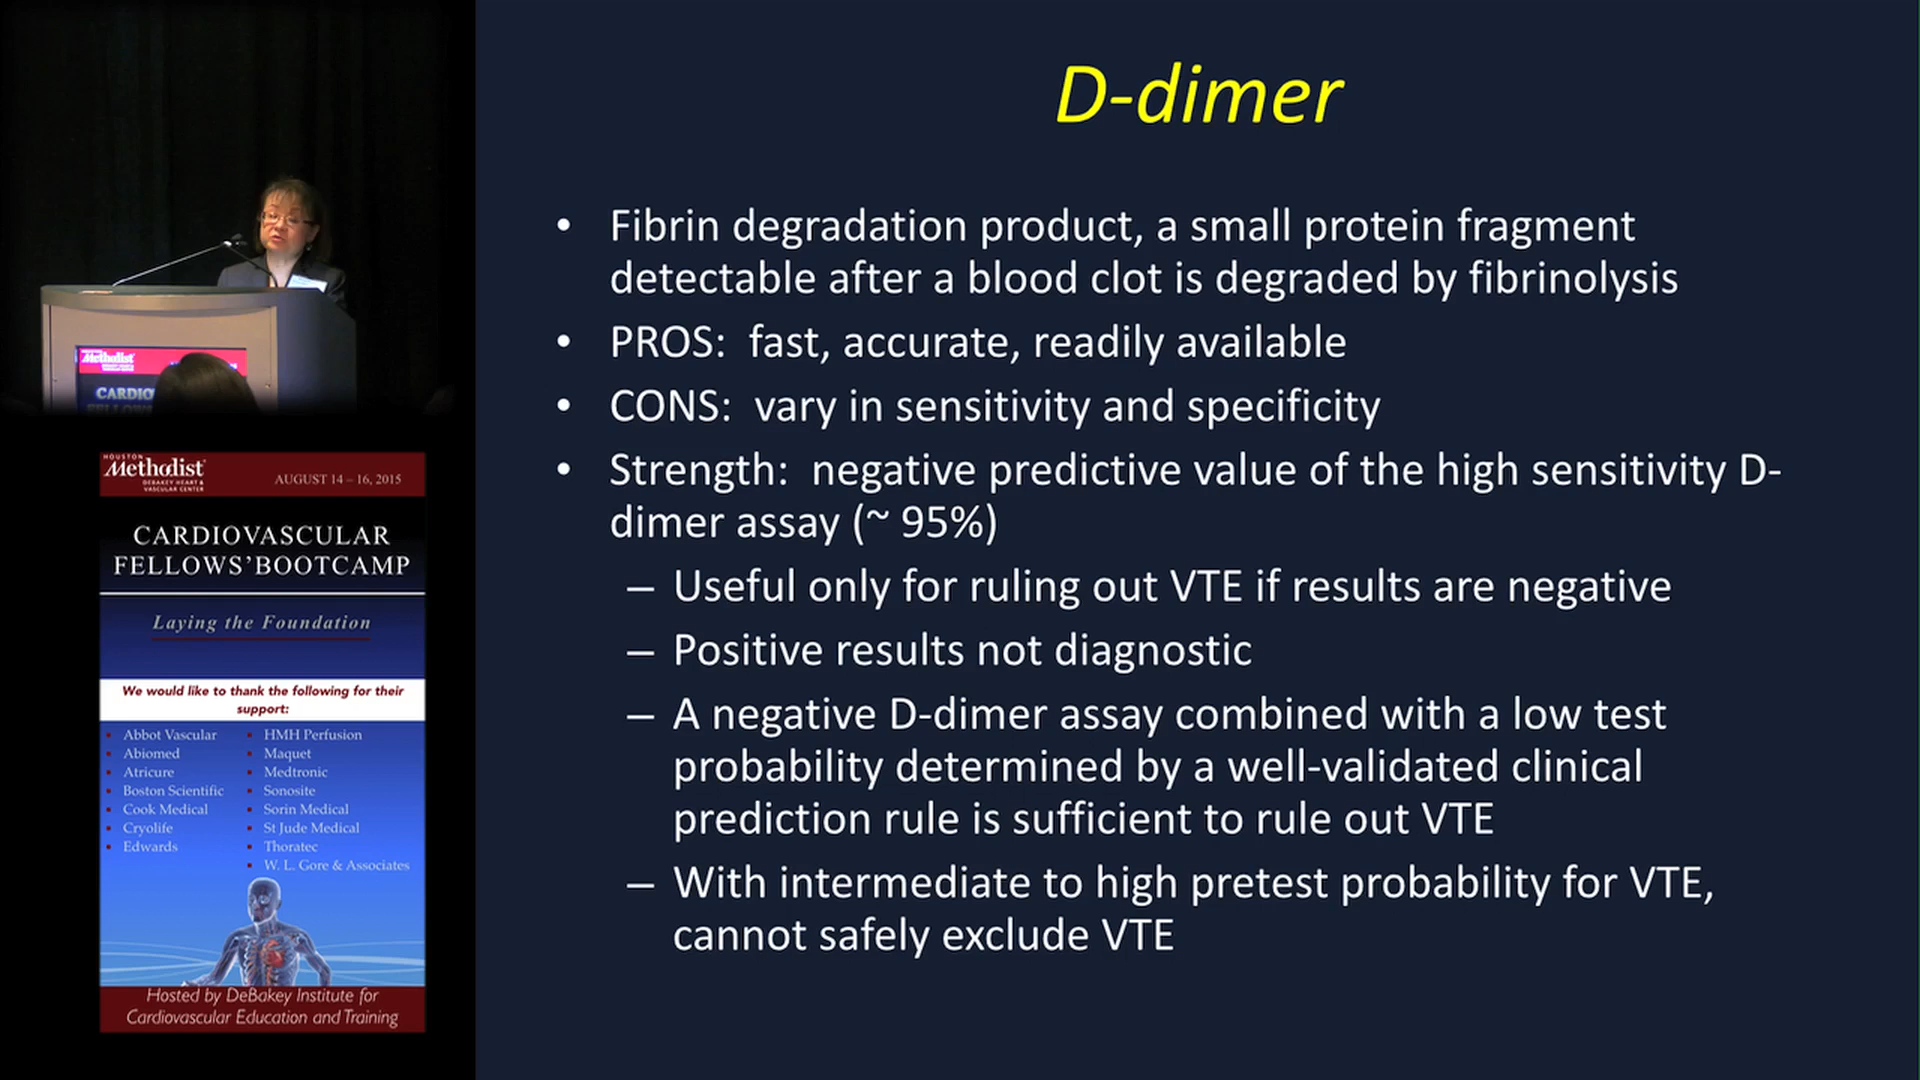 D-dimer
• Fibrin degradation product, a small protein fragment
detectable after a blood clot is degraded by fibrinolysis
• PROS:  fast, accurate, readily available
• CONS:  vary in sensitivity and specificity
• Strength:  negative predictive value of the high sensitivity D-
dimer assay (~ 95%)
– Useful only for ruling out VTE if results are negative
– Positive results not diagnostic
– A negative D-dimer assay combined with a low test
probability determined by a well-validated clinical
prediction rule is sufficient to rule out VTE
– With intermediate to high pretest probability for VTE,
cannot safely exclude VTE
Methodist
CARDIO
HOUSTON
Methodist
DEBAKEY HEART &
VASCULAR CENTER
AUGUST 14 – 16, 2015
CARDIOVASCULAR
FELLOWS'BOOTCAMP
Laying the Foundation
We would like to thank the following for their
support:
Abbot Vascular
Abiomed
Atricure
Boston Scientific
Cook Medical
Cryolife
Edwards
HMH Perfusion
Maquet
Medtronic
Sonosite
Sorin Medical
St Jude Medical
Thoratec
W. L. Gore & Associates
Hosted by DeBakey Institute for
Cardiovascular Education and Training